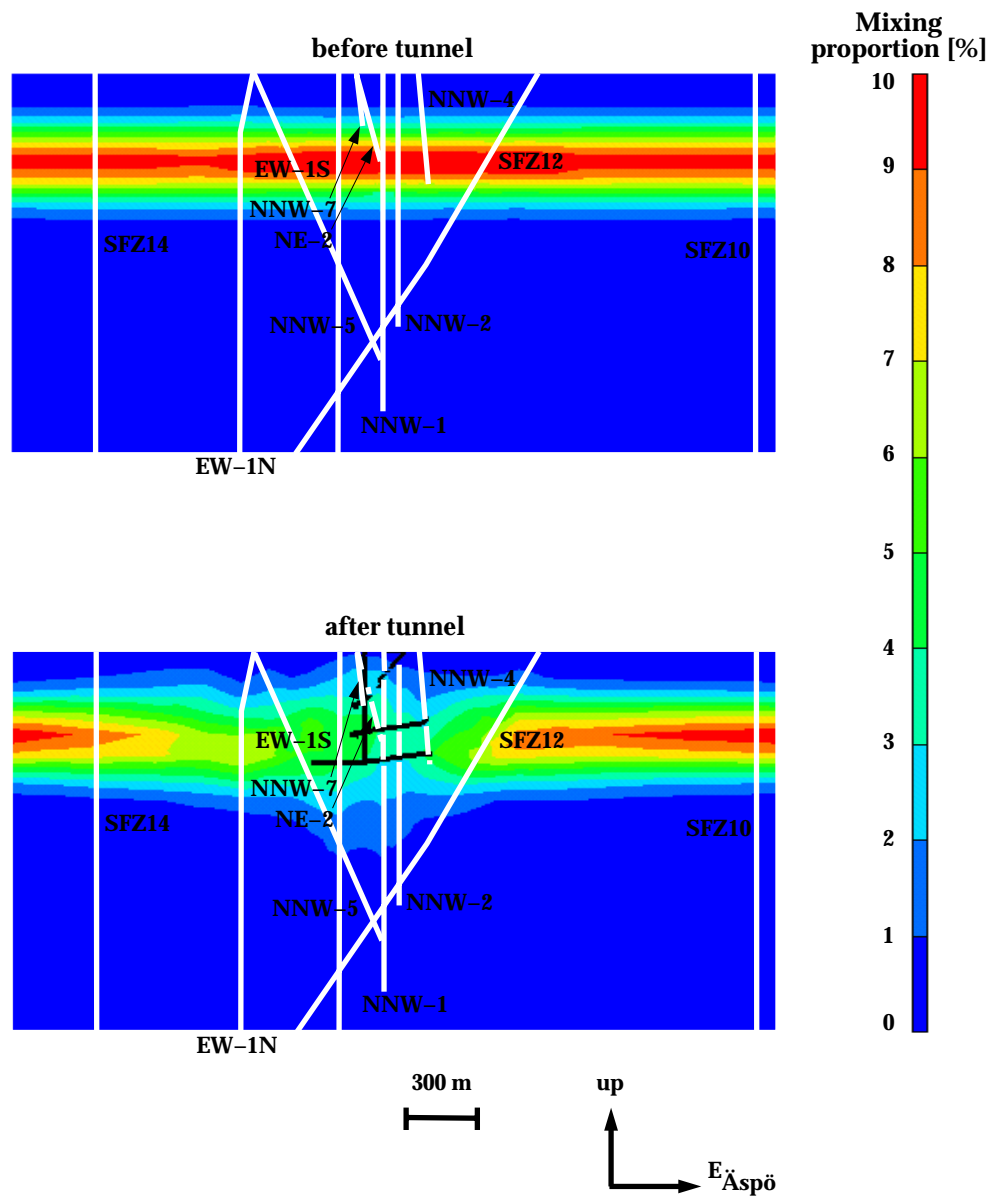 Mixing
proportion [%]
before tunnel
10
NNW–4
9
SFZ12
EW–1S
NNW–7
NE–2
SFZ14
SFZ10
8
NNW–5
NNW–2
7
NNW–1
EW–1N
6
5
after tunnel
4
NNW–4
3
EW–1S
SFZ12
NNW–7
NE–2
SFZ14
SFZ10
2
NNW–5
NNW–2
1
NNW–1
0
EW–1N
300 m
up
E Äspö